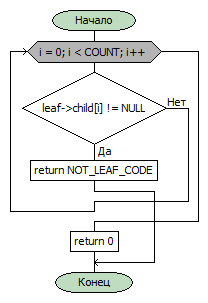 Начало
i = 0; i < COUNT; i++
leaf->child[i] != NULL
Нет
Да
return NOT_LEAF_CODE
return 0
Конец